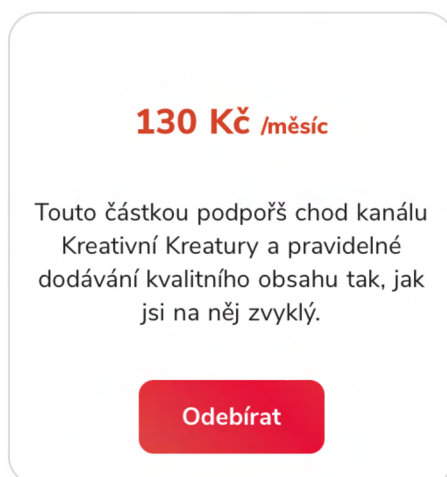 130 Kč /měsíc
Touto částkou podpořš chod kanálu
Kreativní Kreatury a pravidelné
dodávání kvalitního obsahu tak, jak
jsi na něj zvyklý.
Odebírat